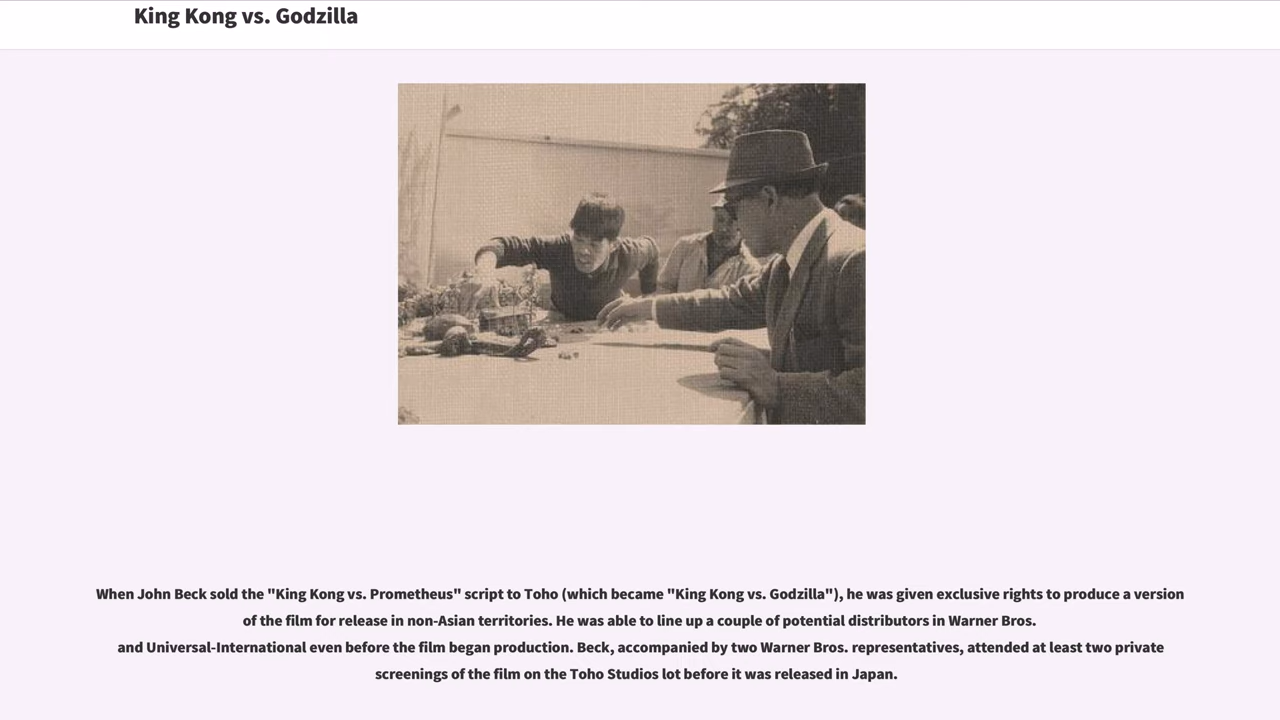 King Kong vs. Godzilla
When John Beck sold the "King Kong vs. Prometheus" script to Toho (which became "King Kong vs. Godzilla"), he was given exclusive rights to produce a version
of the film for release in non-Asian territories. He was able to line up a couple of potential distributors in Warner Bros.
and Universal-International even before the film began production. Beck, accompanied by two Warner Bros. representatives, attended at least two private
screenings of the film on the Toho Studios lot before it was released in Japan.